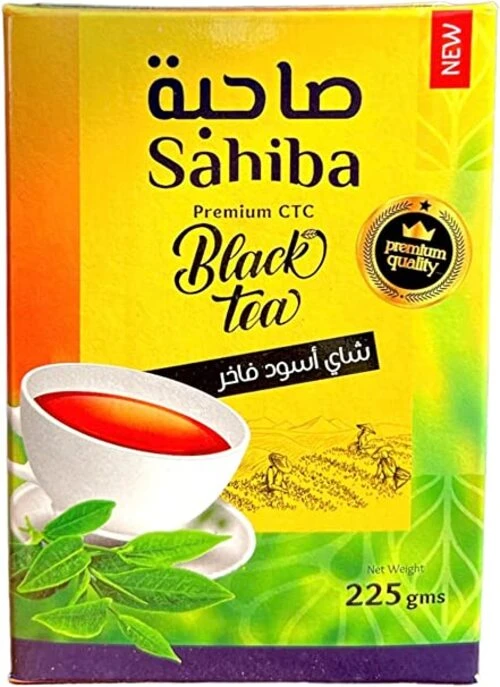 NEW
صاحبة
Sahiba
Premium CTC
Black
tea
premium
quality
شاي أسود فاخر
Net Weight
225 gms